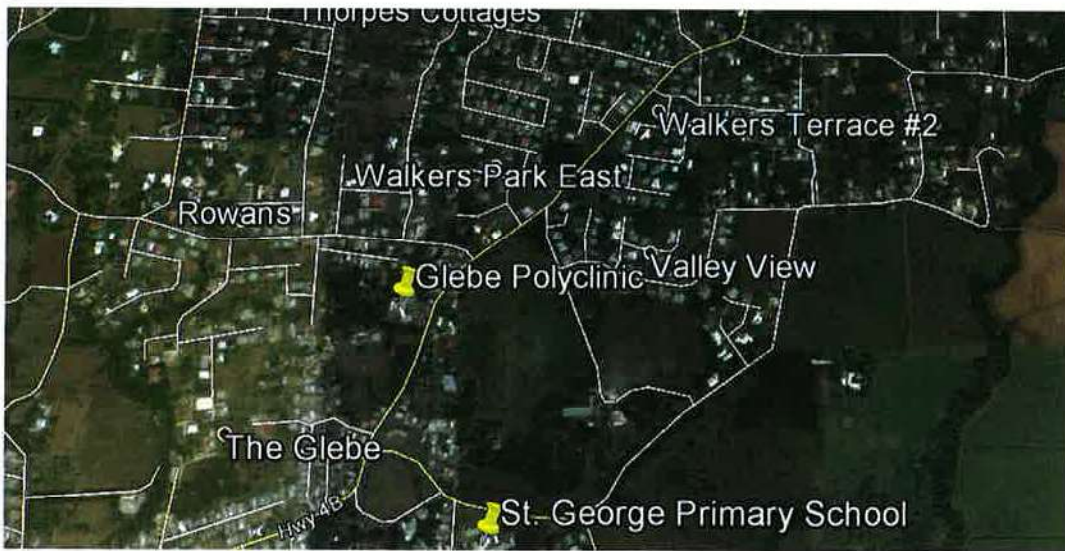 Thorpes Cottages
Walkers Terrace #2
Walkers Park East
Rowans
Glebe Polyclinic
Valley View
The Glebe
Hwy 4B
St. George Primary School